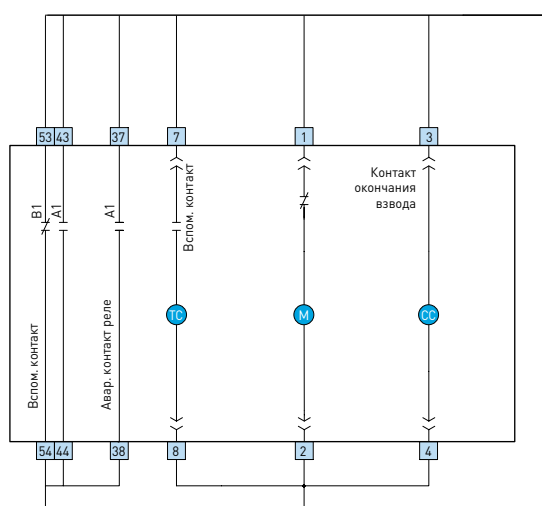 53 43 37 7 1 3
Контакт
окончания
взвода
B1
A1
A1
Вспом. контакт
TC M CC
Вспом. контакт
Авар. контакт реле
54 44 38 8 2 4